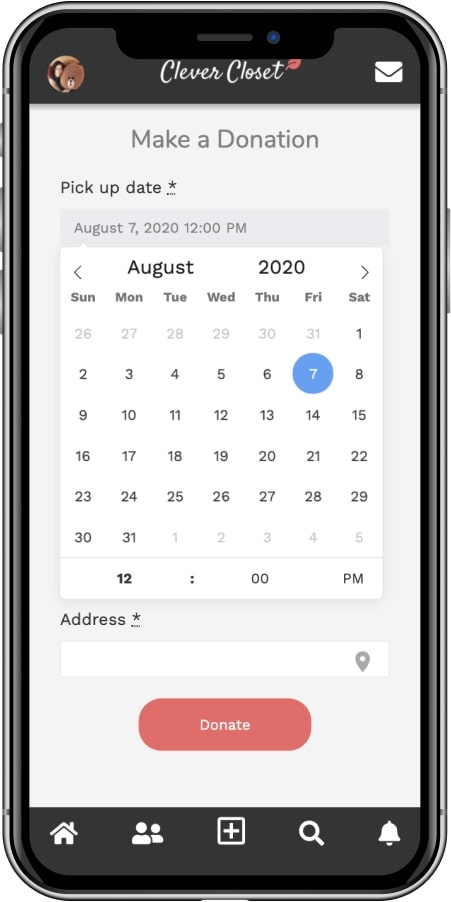 Clever Closet
Make a Donation
Pick up date *
August 7, 2020 12:00 PM
August 2020
Sun Mon Tue Wed Thu Fri Sat
26 27 28 29 30 31 1
2 3 4 5 6 7 8
9 10 11 12 13 14 15
16 17 18 19 20 21 22
23 24 25 26 27 28 29
30 31 1 2 3 4 5
12 : 00 PM
Address *
Donate